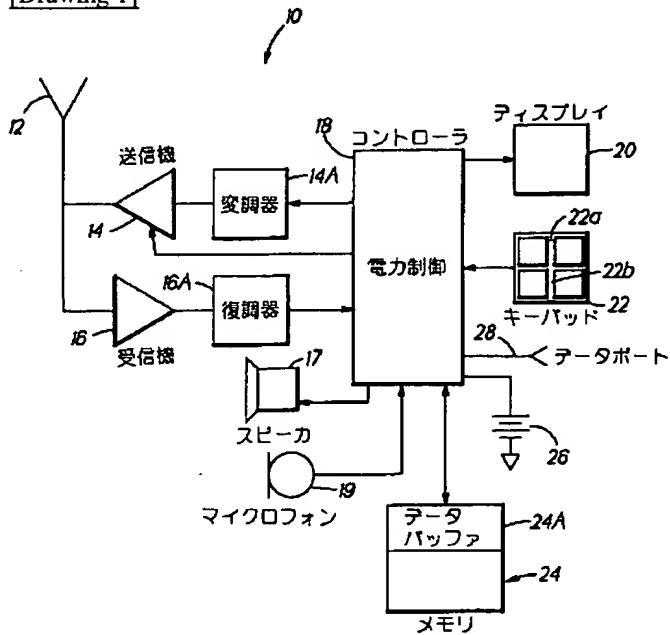 [Drawing 1]
10
12
送信機
14
変調器
14A
コントローラ
18
電力制御
ディスプレイ
20
22a
22b
22
キーパッド
16
受信機
復調器
16A
28
データポート
17
スピーカ
26
19
マイクロフォン
データ
バッファ
24A
24
メモリ